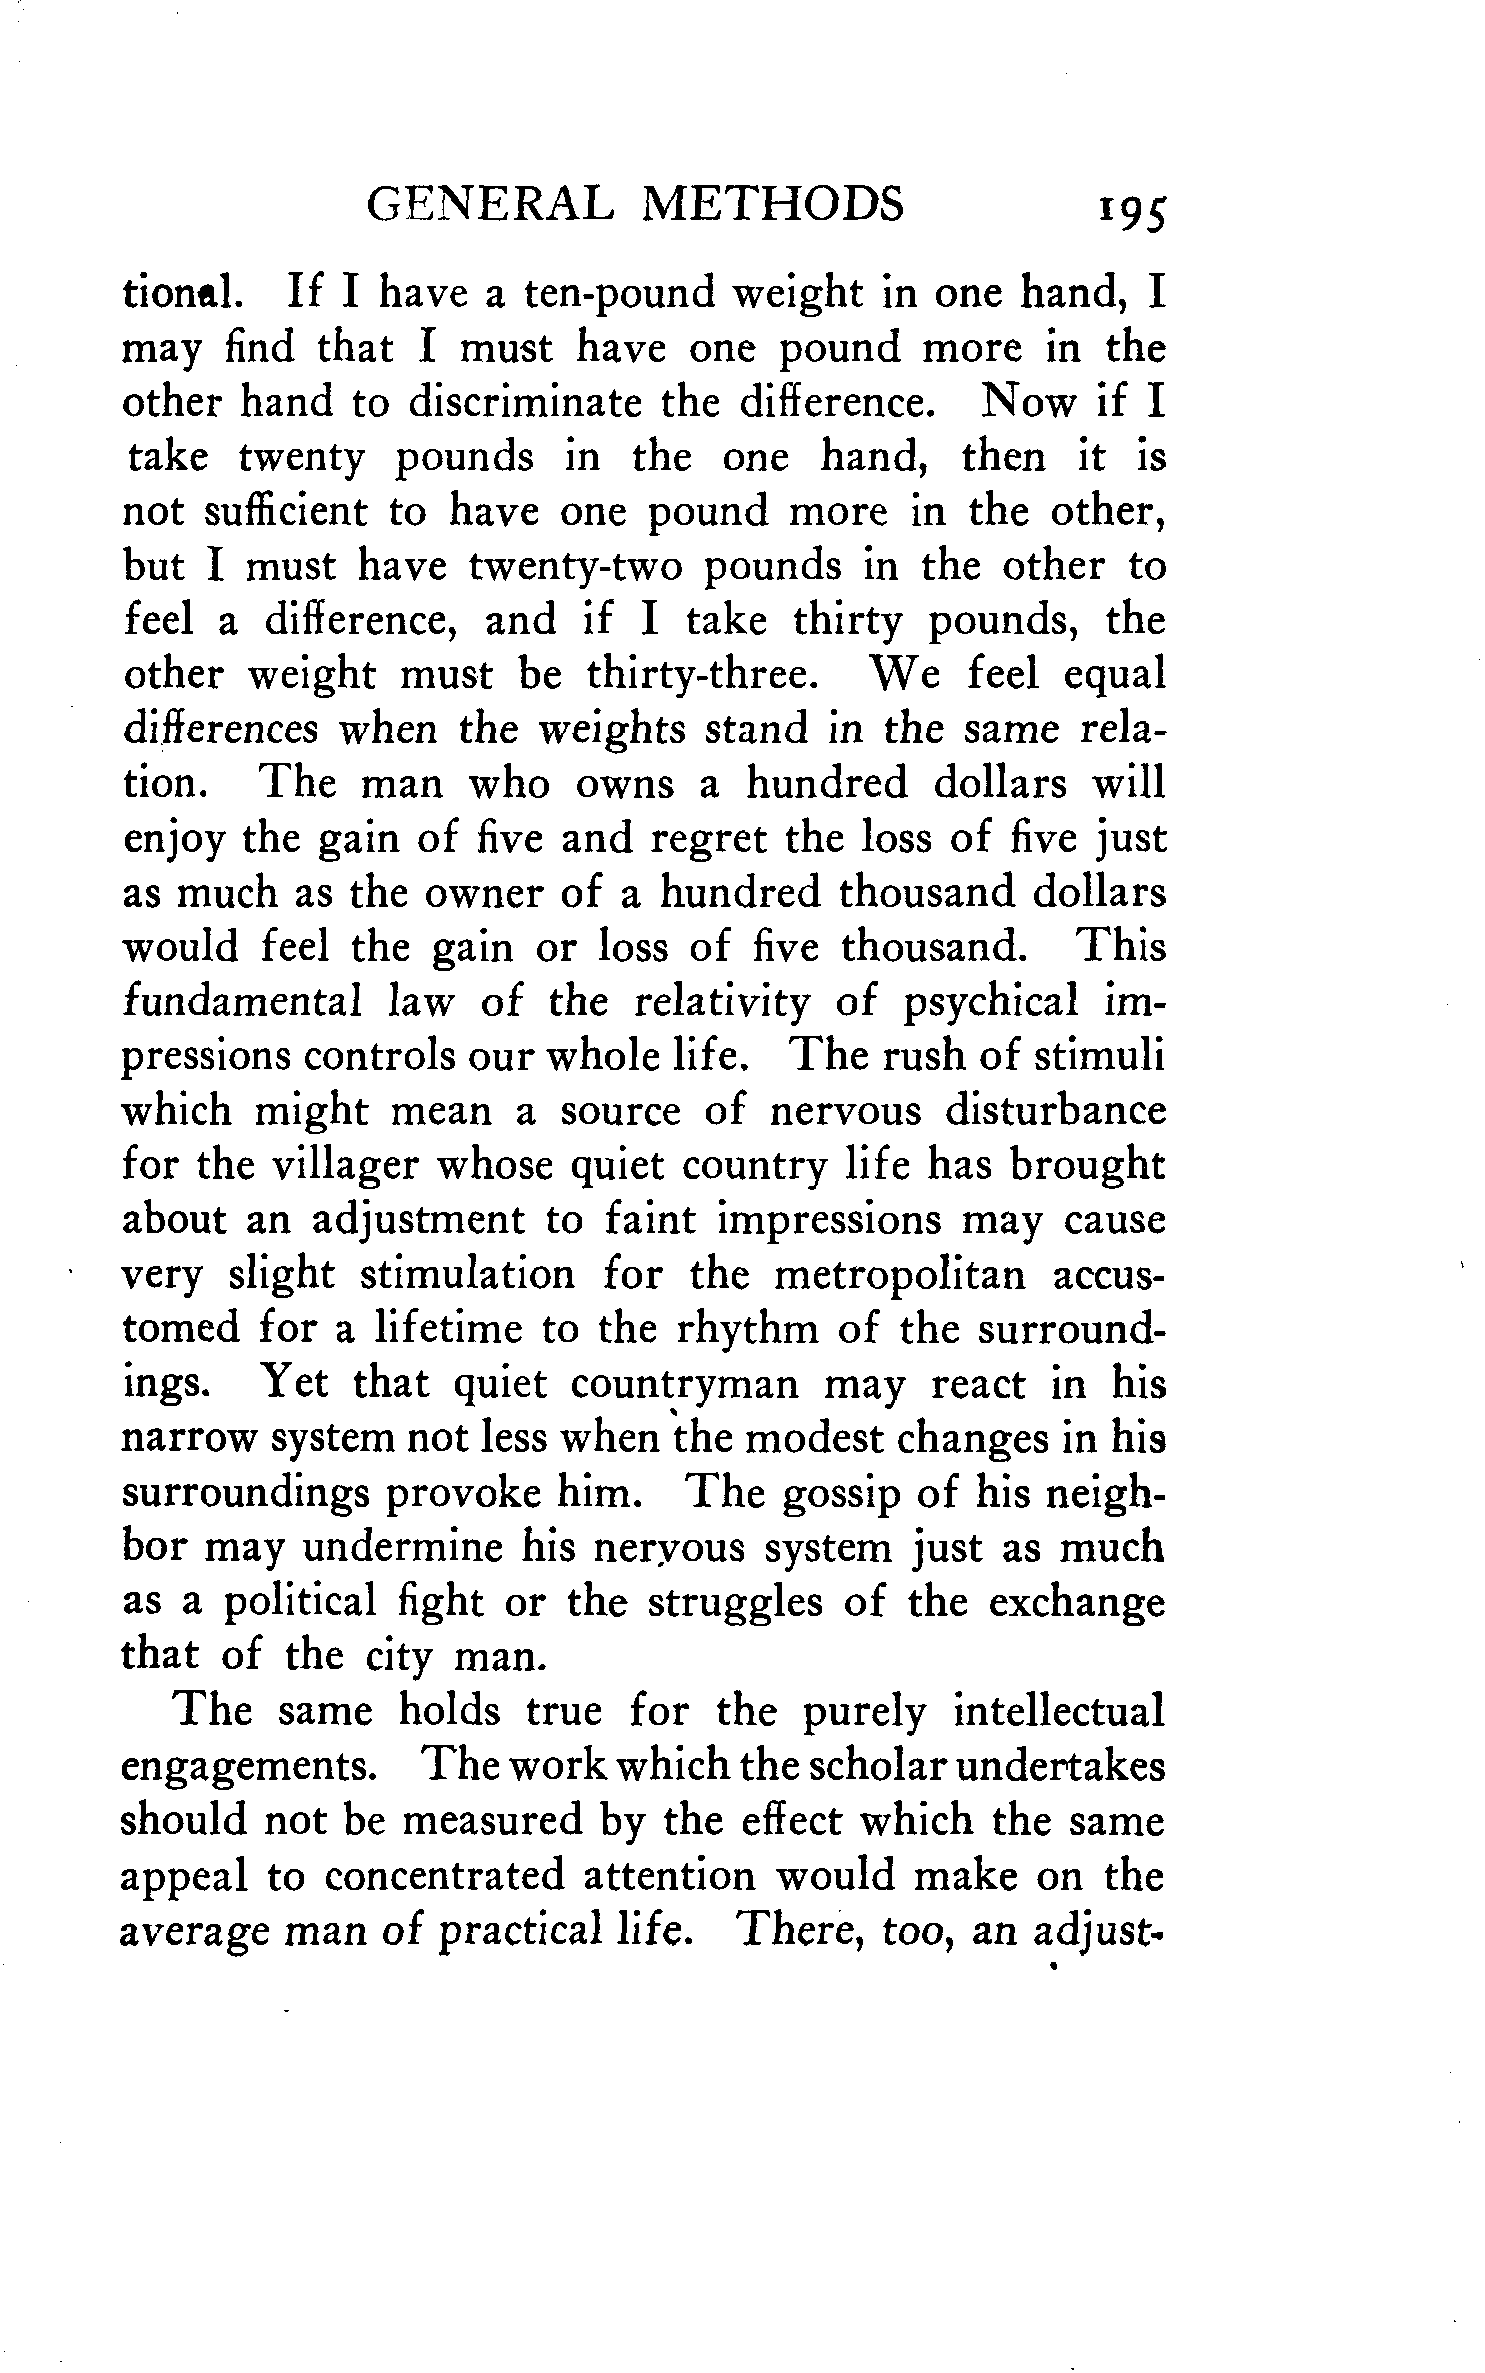 GENERAL METHODS 195
tional. If I have a ten-pound weight in one hand, I
may find that I must have one pound more in the
other hand to discriminate the difference. Now if I
take twenty pounds in the one hand, then it is
not sufficient to have one pound more in the other,
but I must have twenty-two pounds in the other to
feel a difference, and if I take thirty pounds, the
other weight must be thirty-three. We feel equal
differences when the weights stand in the same rela-
tion. The man who owns a hundred dollars will
enjoy the gain of five and regret the loss of five just
as much as the owner of a hundred thousand dollars
would feel the gain or loss of five thousand. This
fundamental law of the relativity of psychical im-
pressions controls our whole life. The rush of stimuli
which might mean a source of nervous disturbance
for the villager whose quiet country life has brought
about an adjustment to faint impressions may cause
very slight stimulation for the metropolitan accus-
tomed for a lifetime to the rhythm of the surround-
ings. Yet that quiet countryman may react in his
narrow system not less when the modest changes in his
surroundings provoke him. The gossip of his neigh-
bor may undermine his nervous system just as much
as a political fight or the struggles of the exchange
that of the city man.
The same holds true for the purely intellectual
engagements. The work which the scholar undertakes
should not be measured by the effect which the same
appeal to concentrated attention would make on the
average man of practical life. There, too, an adjust-